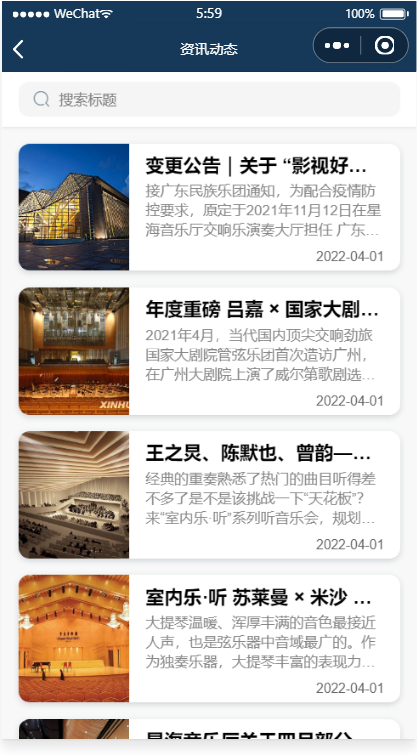 WeChat 5:59 100%
资讯动态
搜索标题
变更公告｜关于 “影视好...
接广东民族乐团通知，为配合疫情防
控要求，原定于2021年11月12日在星
海音乐厅交响乐演奏大厅担任 广东...
2022-04-01
年度重磅 吕嘉 × 国家大剧...
2021年4月，当代国内顶尖交响劲旅
国家大剧院管弦乐团首次造访广州，
在广州大剧院上演了威尔第歌剧选...
2022-04-01
XINHU
王之炅、陈默也、曾韵—...
经典的重奏熟悉了热门的曲目听得差
不多了是不是该挑战一下“天花板”？
来“室内乐·听”系列听音乐会，规划...
2022-04-01
室内乐·听 苏莱曼 × 米沙 ...
大提琴温暖、浑厚丰满的音色最接近
人声，也是弦乐器中音域最广的。作
为独奏乐器，大提琴丰富的表现力...
2022-04-01
星海音乐厅关于四月部分